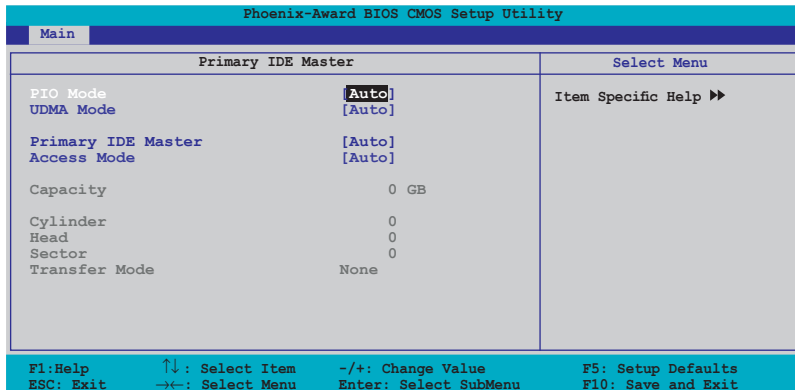 Phoenix-Award BIOS CMOS Setup Utility
Main
Primary IDE Master
Select Menu
PIO Mode [Auto]
UDMA Mode [Auto]
Primary IDE Master [Auto]
Access Mode [Auto]
Capacity 0 GB
Cylinder 0
Head 0
Sector 0
Transfer Mode None
Item Specific Help ▶▶
F1:Help ↑↓: Select Item -/+: Change Value F5: Setup Defaults
ESC: Exit →←: Select Menu Enter: Select SubMenu F10: Save and Exit